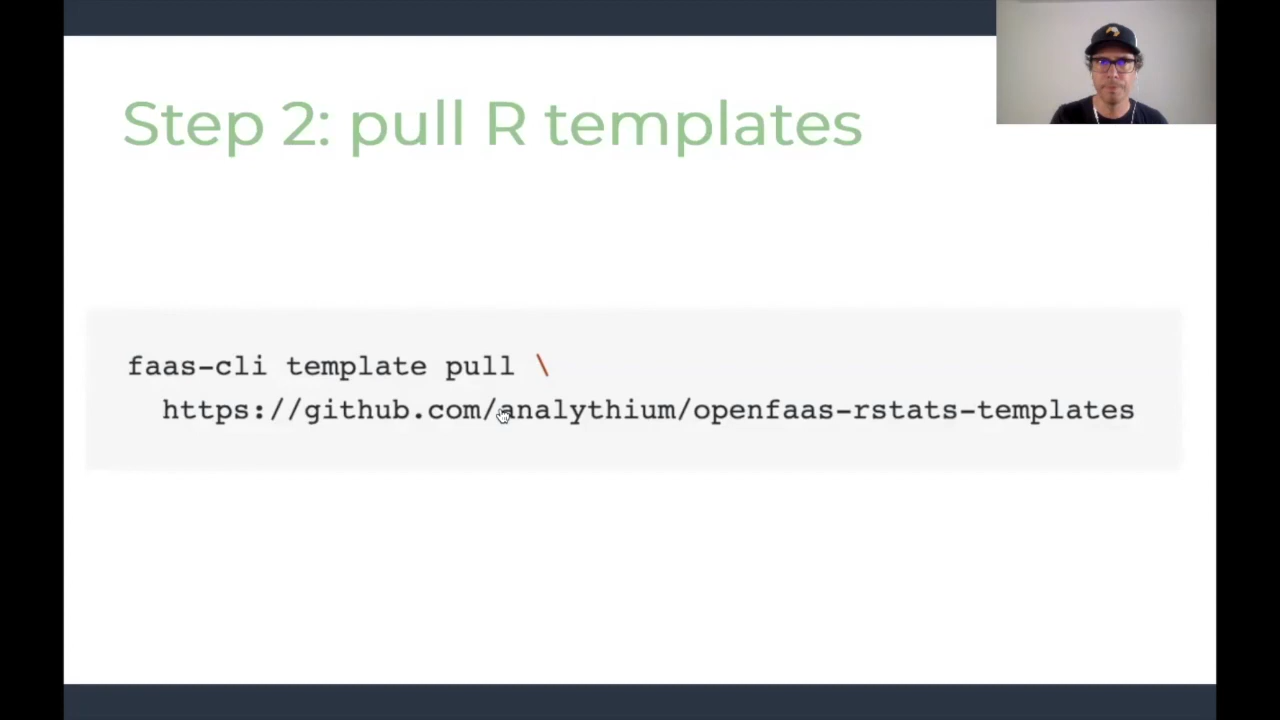 Step 2: pull R templates
faas-cli template pull \
https://github.com/analythium/openfaas-rstats-templates